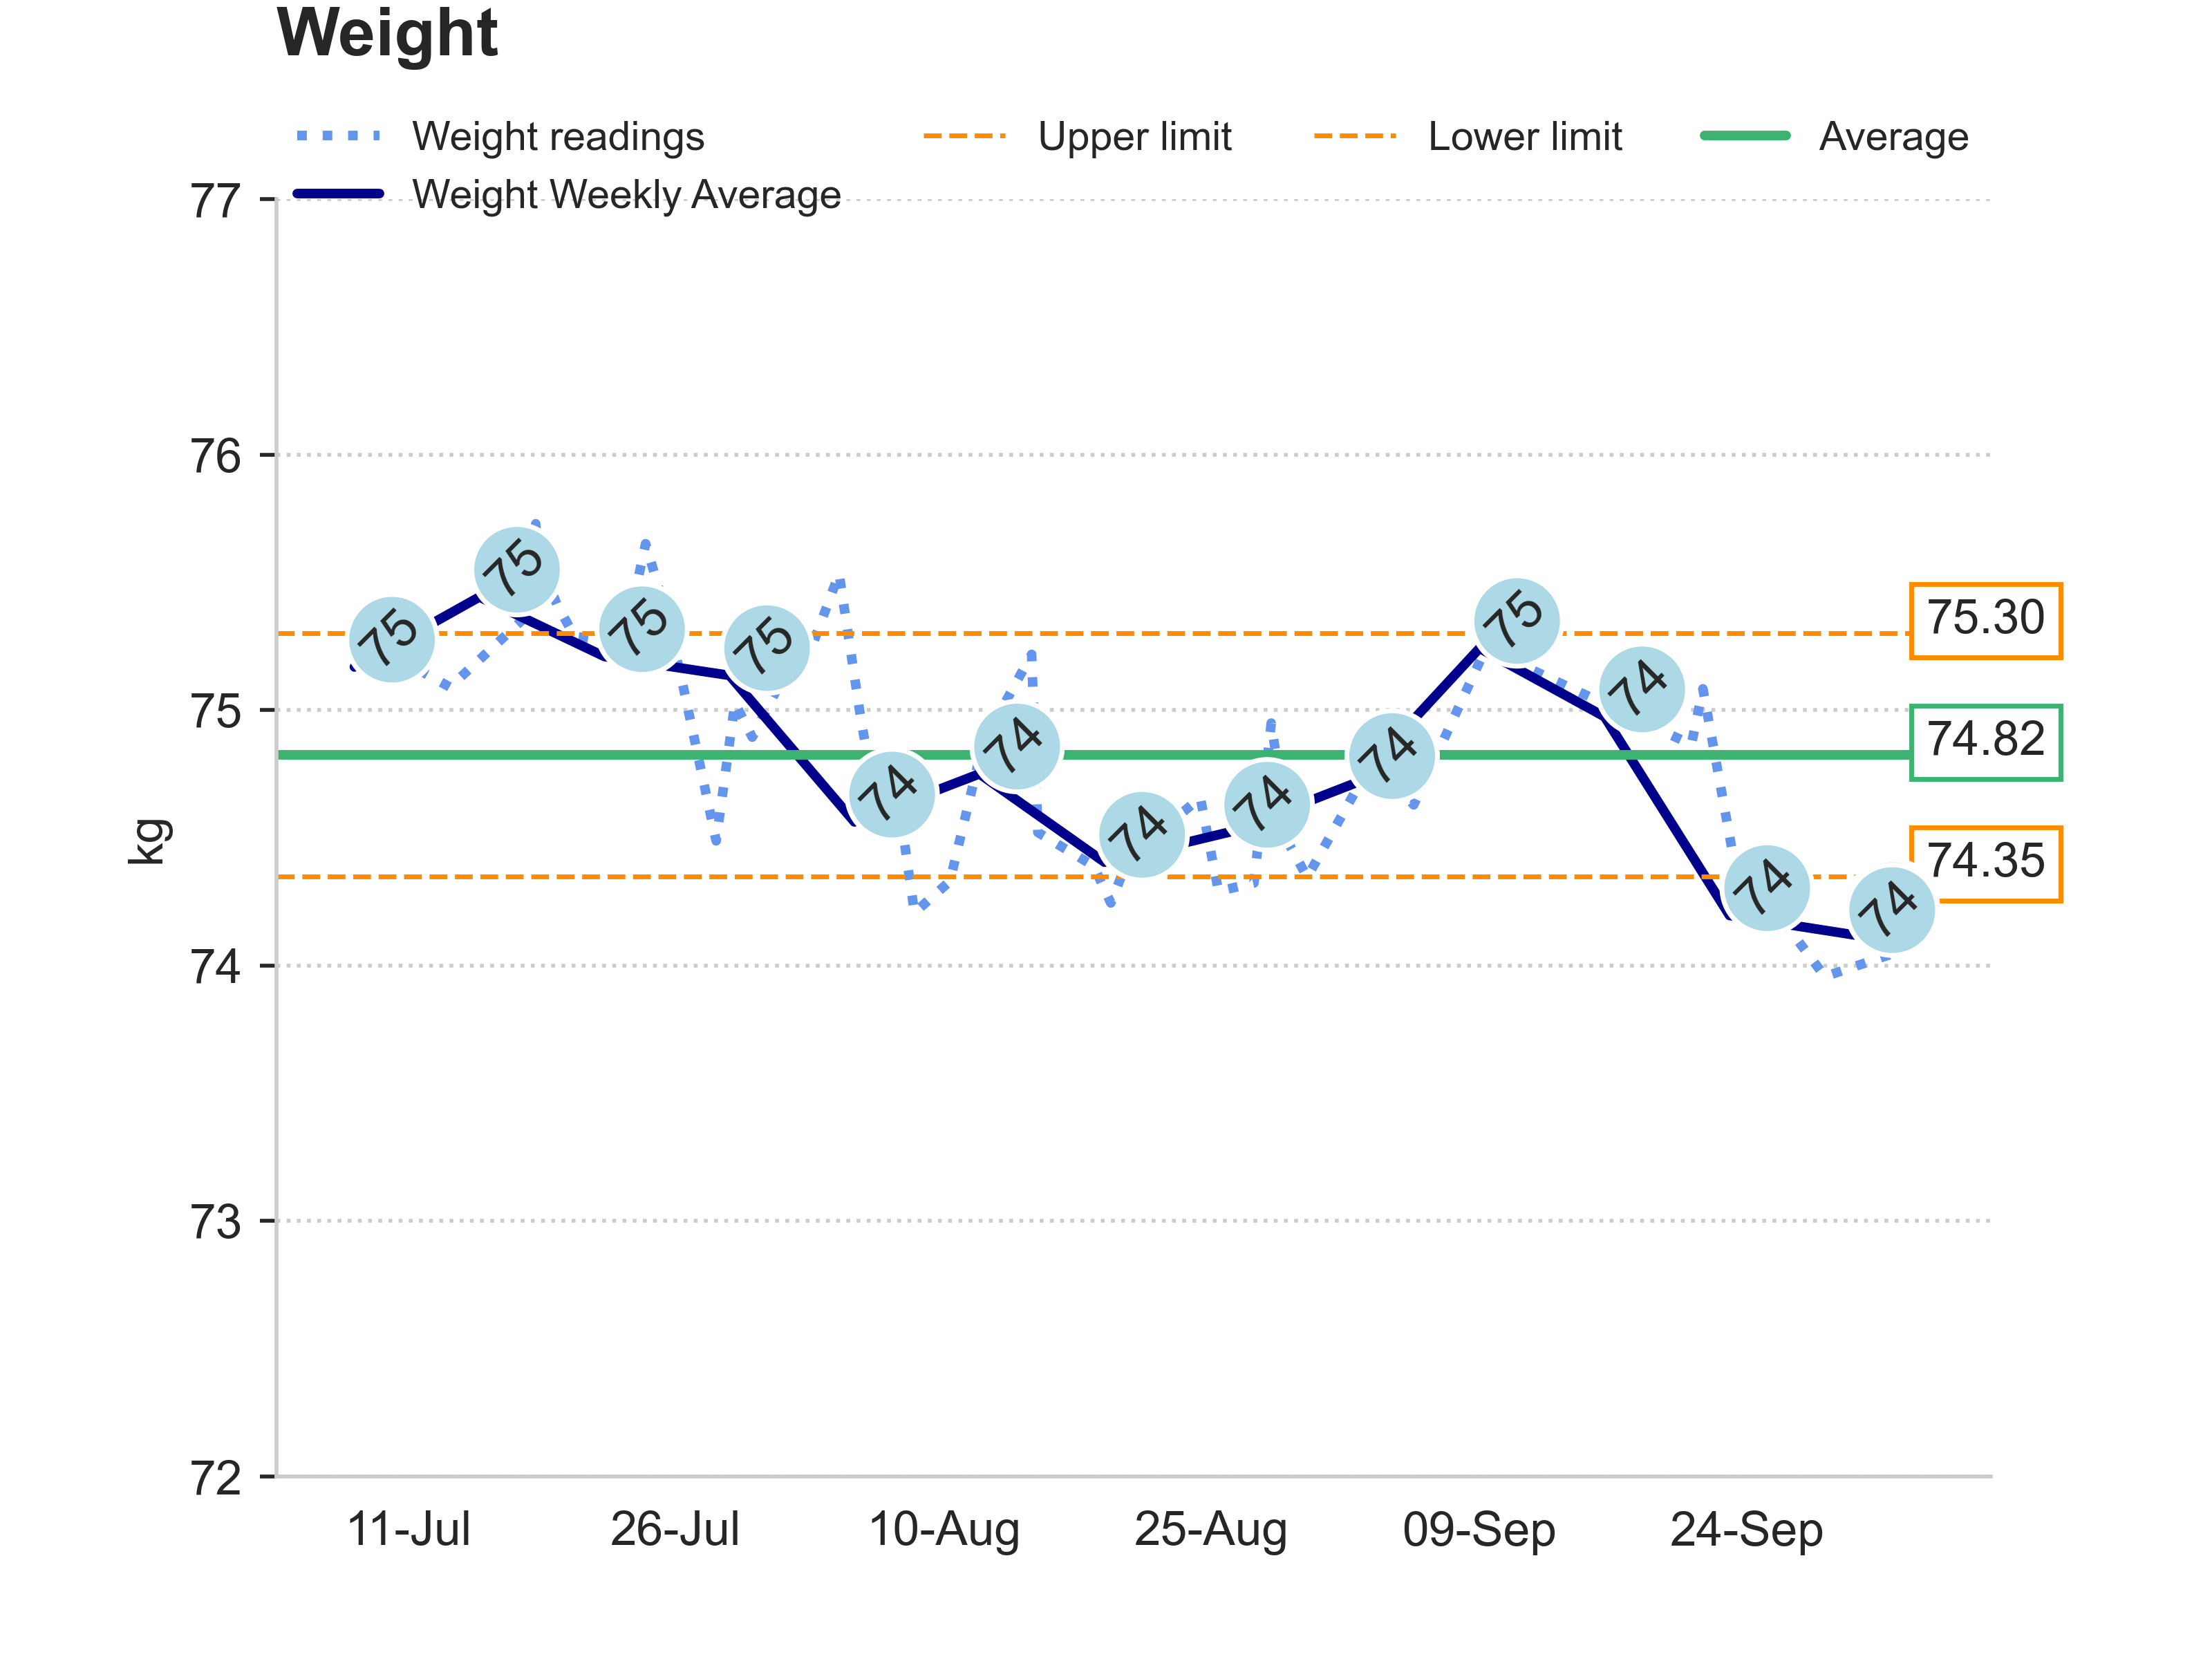 Weight
Weight readings
Upper limit
Lower limit
Average
Weight Weekly Average
77
76
75
74
73
72
kg
75
75
75
75
74
74
74
74
74
75
74
74
74
75.30
74.82
74.35
11-Jul
26-Jul
10-Aug
25-Aug
09-Sep
24-Sep